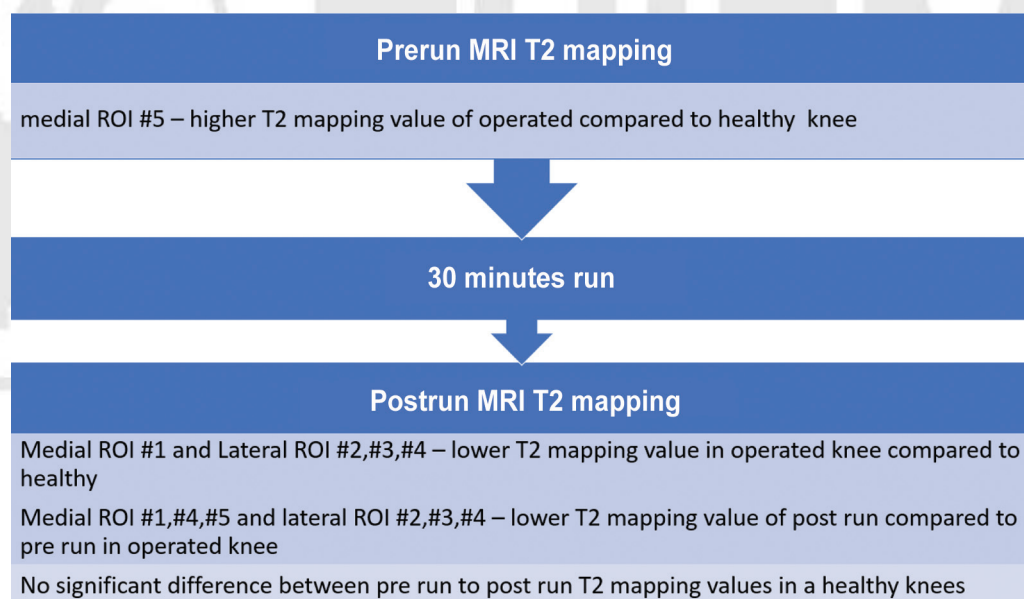 Prerun MRI T2 mapping
medial ROI #5 – higher T2 mapping value of operated compared to healthy knee
30 minutes run
Postrun MRI T2 mapping
Medial ROI #1 and Lateral ROI #2,#3,#4 – lower T2 mapping value in operated knee compared to
healthy
Medial ROI #1,#4,#5 and lateral ROI #2,#3,#4 – lower T2 mapping value of post run compared to
pre run in operated knee
No significant difference between pre run to post run T2 mapping values in a healthy knees